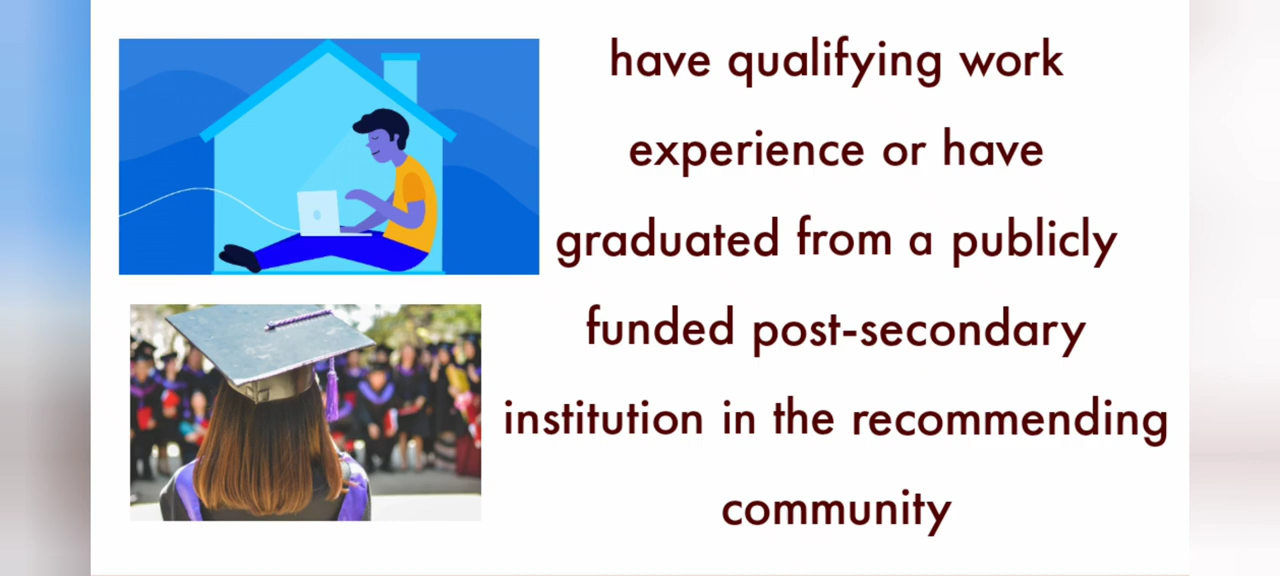 have qualifying work
experience or have
graduated from a publicly
funded post-secondary
institution in the recommending
community